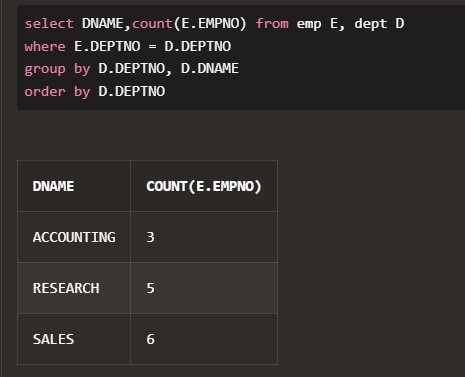 select DNAME,count(E.EMPNO) from emp E, dept D
where E.DEPTNO = D.DEPTNO
group by D.DEPTNO, D.DNAME
order by D.DEPTNO
DNAME COUNT(E.EMPNO)
ACCOUNTING 3
RESEARCH 5
SALES 6